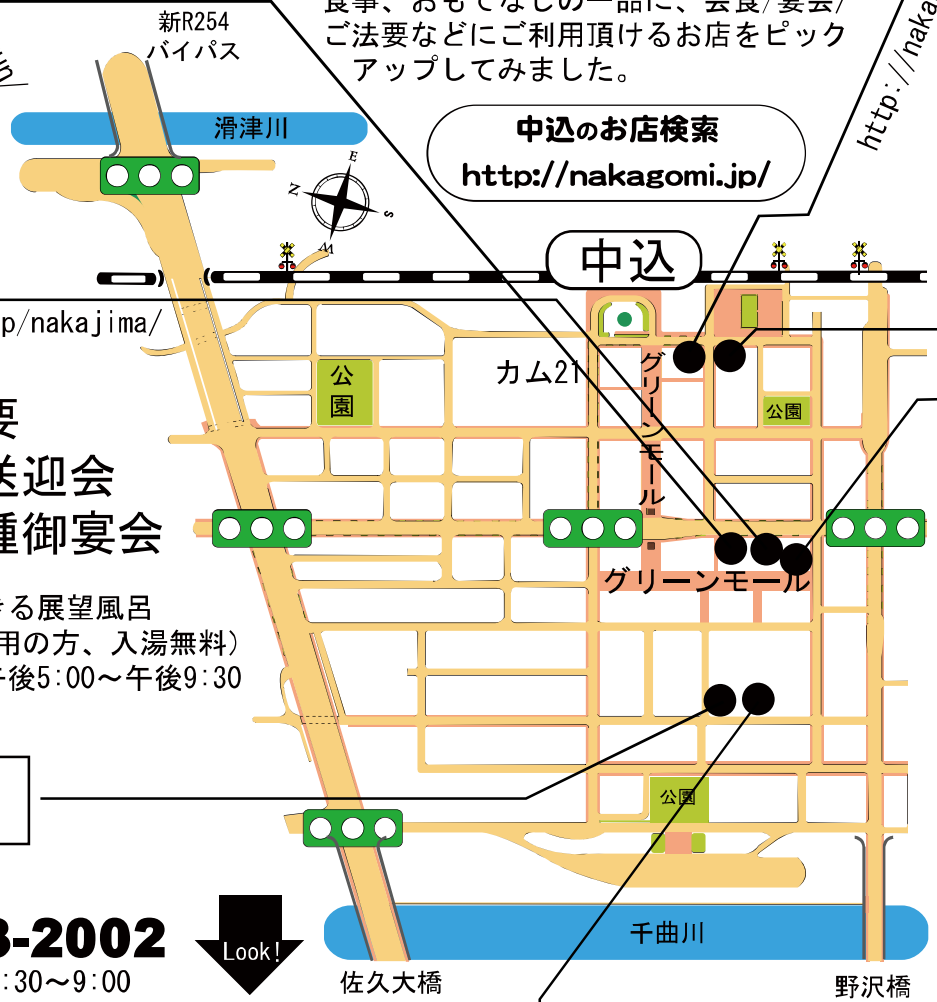 食事、おもてなしの一品に、会食/宴会/
ご法要などにご利用頂けるお店をピック
アップしてみました。
新R254
バイパス
滑津川
中込のお店検索
http://nakagomi.jp/
http://naka
E
N
S
W
中込
p/nakajima/
カム21
グリーンモール
公園
公園
要
送迎会
種御宴会
グリーンモール
きる展望風呂
用の方、入湯無料)
午後5:00～午後9:30
公園
3-2002
:30～9:00
Look!
千曲川
佐久大橋
野沢橋